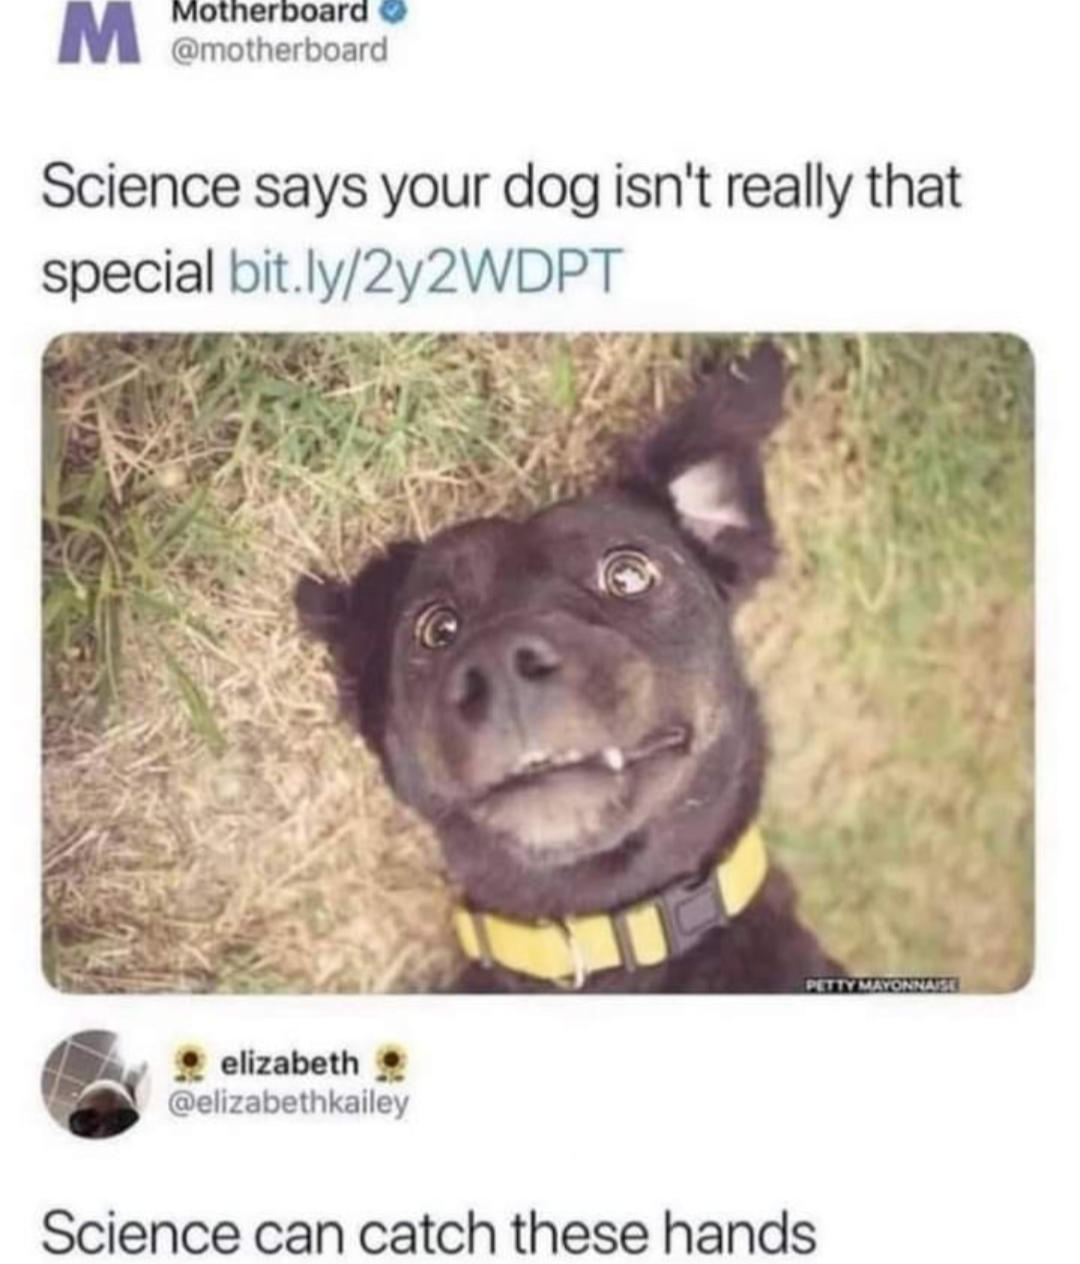 Motherboard
@motherboard
Science says your dog isn't really that
special bit.ly/2y2WDPT
PETTY MAYONNAISE
🌻 elizabeth 🌻
@elizabethkailey
Science can catch these hands